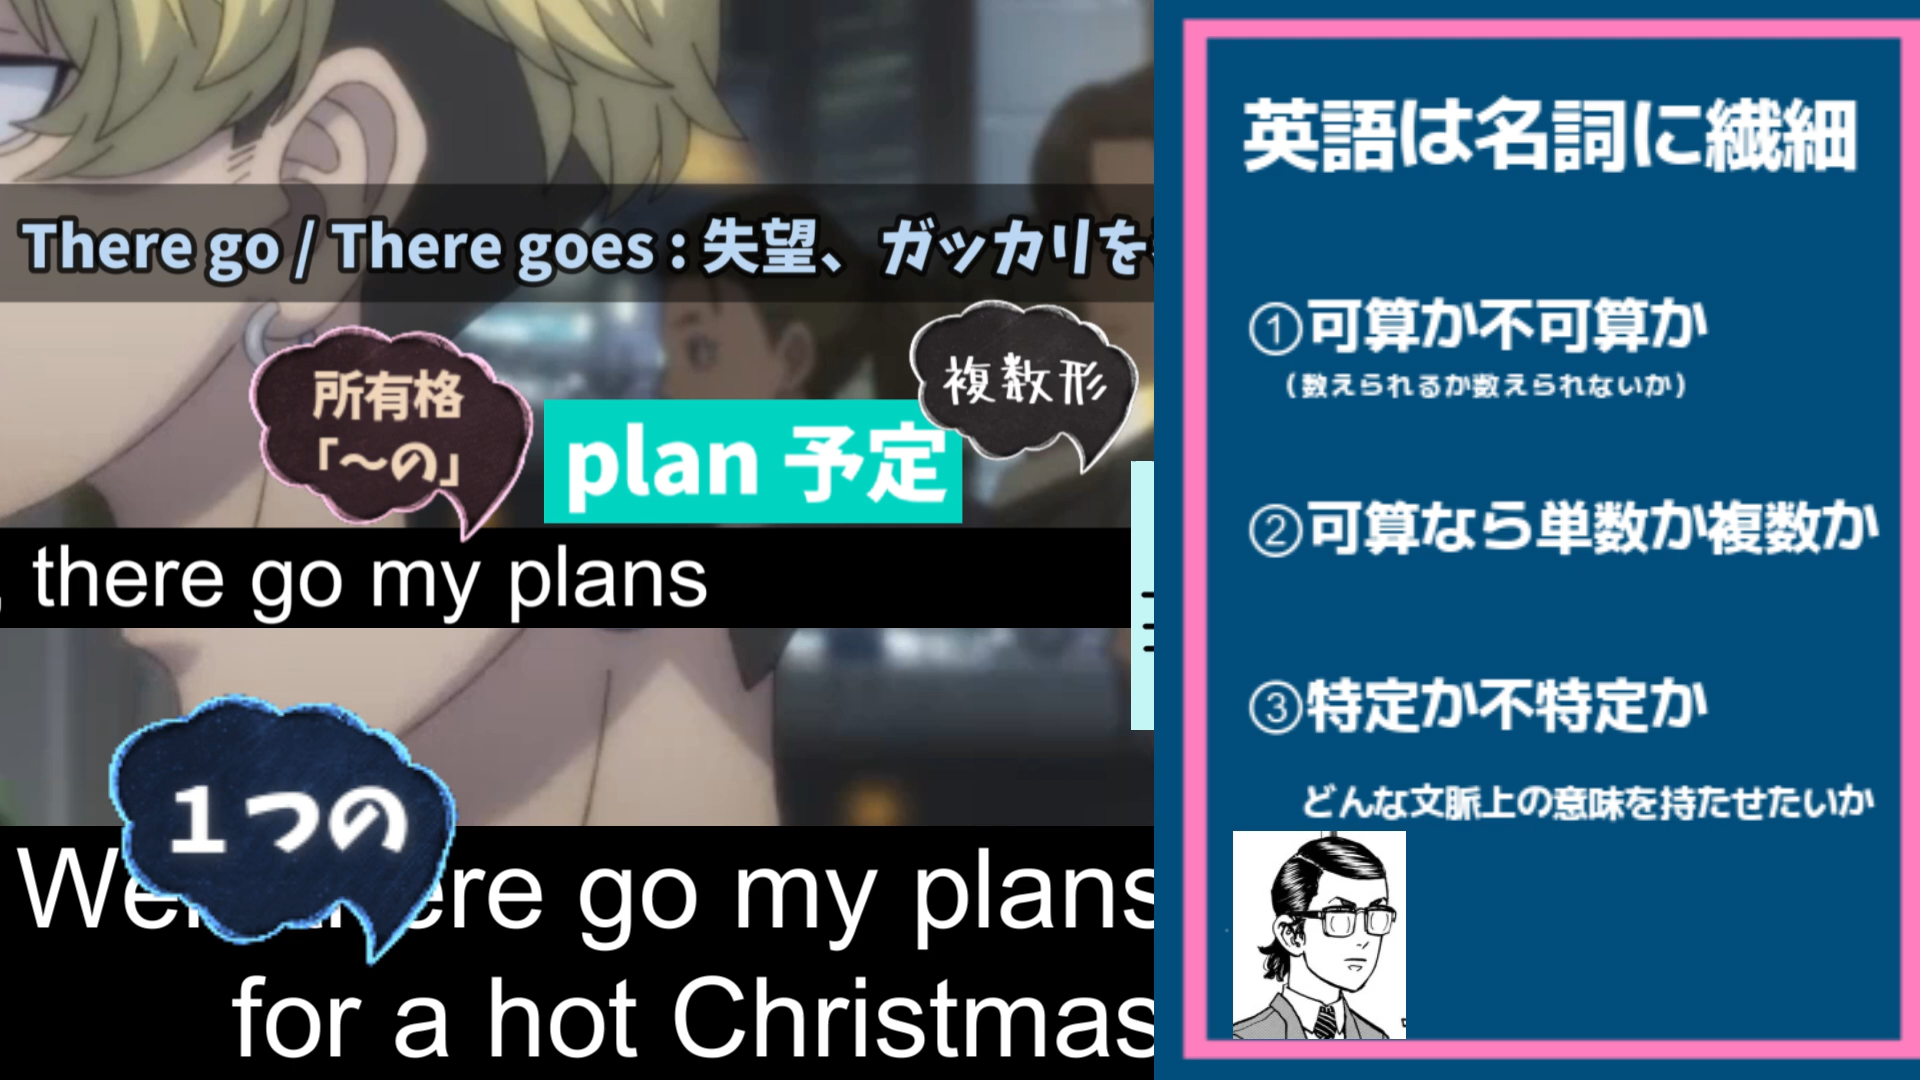 There go / There goes : 失望、ガッカリを
所有格
「～の」
plan 予定
複数形
, there go my plans
1つの
there go my plans
for a hot Christmas
英語は名詞に繊細
①可算か不可算か
（数えられるか数えられないか）
②可算なら単数か複数か
③特定か不特定か
どんな文脈上の意味を持たせたいか